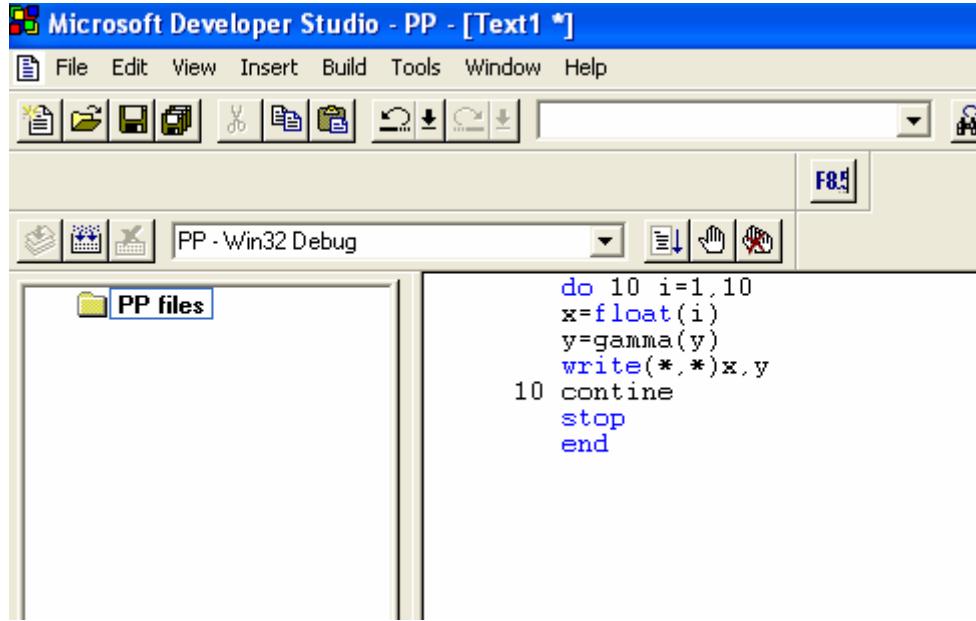 Microsoft Developer Studio - PP - [Text1 *]
File Edit View Insert Build Tools Window Help
F8.5
PP - Win32 Debug
PP files
do 10 i=1,10
x=float(i)
y=gamma(y)
write(*,*)x,y
10 contine
stop
end